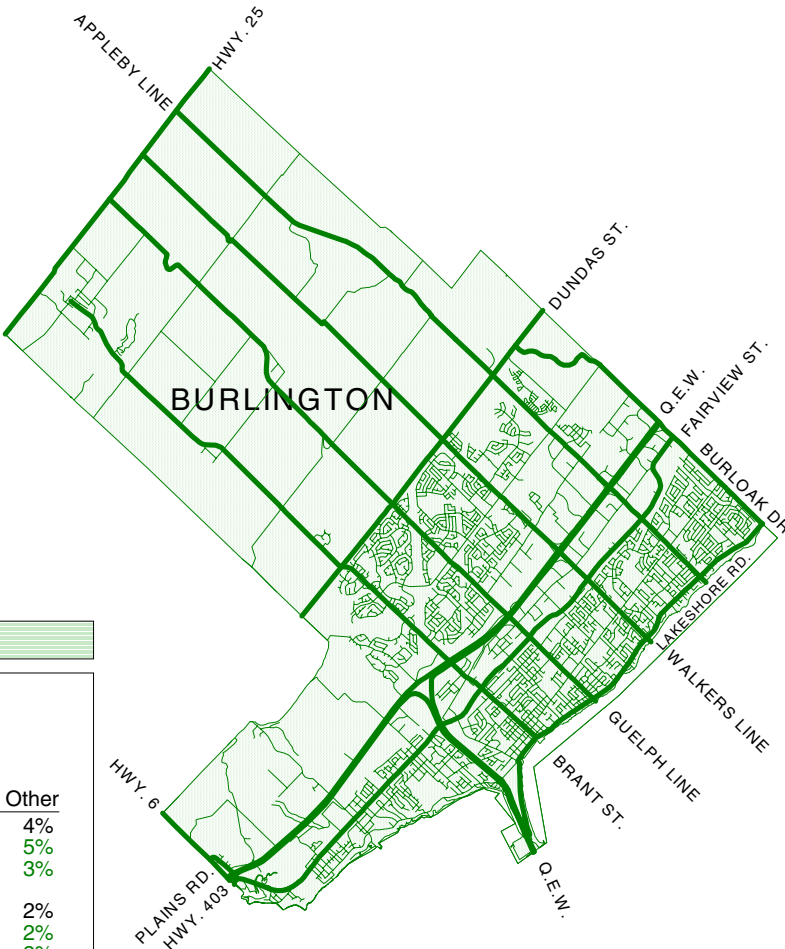 APPLEBY LINE
HWY. 25
DUNDAS ST.
Q.E.W.
FAIRVIEW ST.
BURLINGTON
BURLOAK DR
LAKESHORE RD.
WALKERS LINE
GUELPH LINE
BRANT ST.
HWY. 6
Q.E.W.
PLAINS RD.
HWY. 403
Other
4%
5%
3%
2%
2%